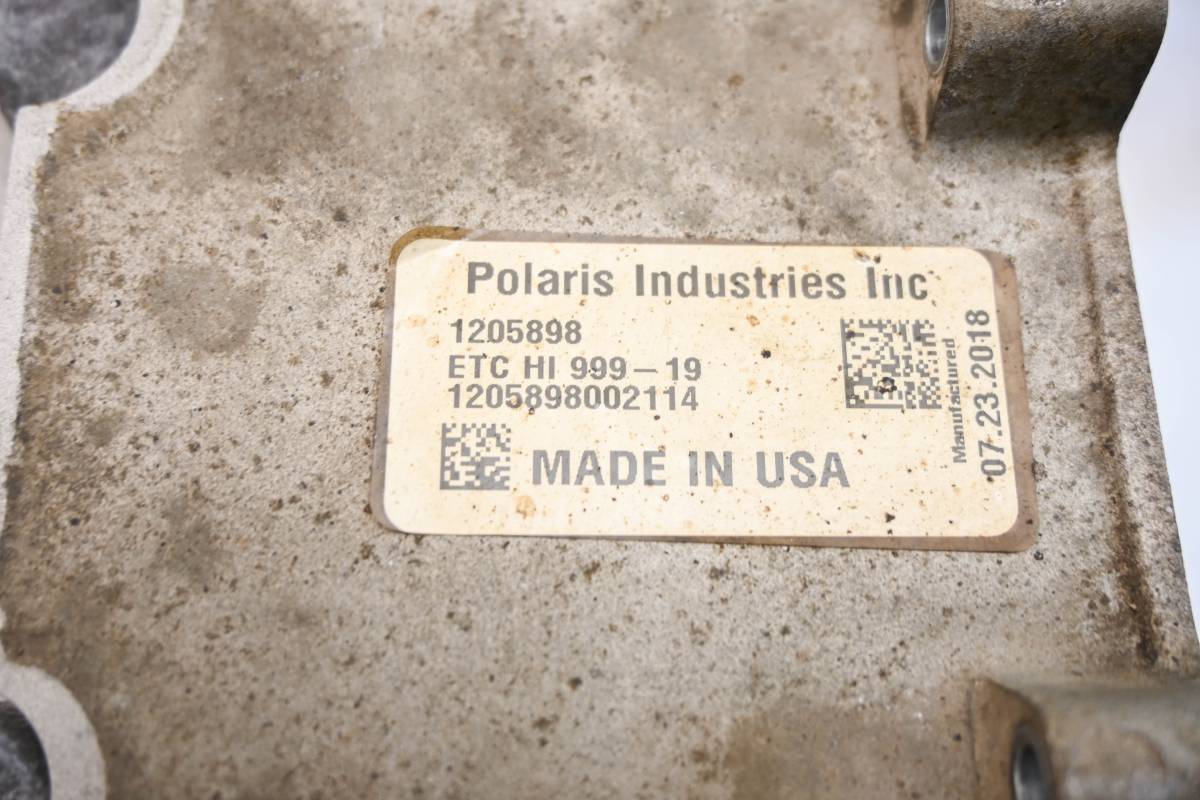 Polaris Industries Inc
1205898
ETC HI 999-19
1205898002114
MADE IN USA
Manufactured
07.23.2018